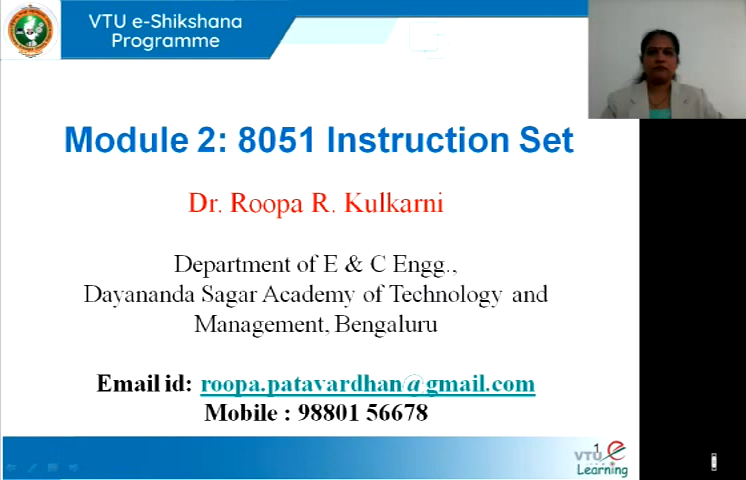 VTU e-Shikshana
Programme
Module 2: 8051 Instruction Set
Dr. Roopa R. Kulkarni
Department of E & C Engg.,
Dayananda Sagar Academy of Technology and
Management, Bengaluru
Email id: roopa.patavardhan@gmail.com
Mobile : 98801 56678
1
VTU e
Learning